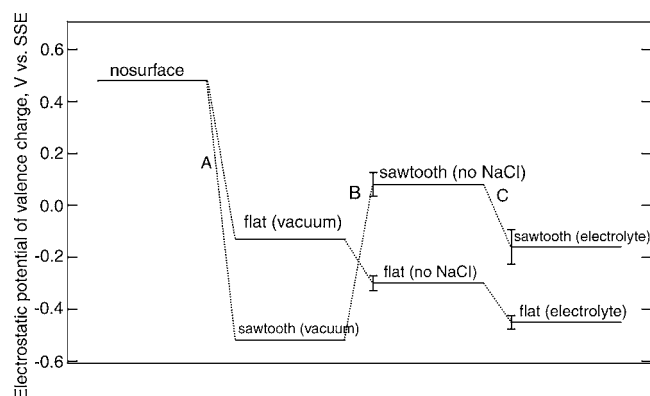 Electrostatic potential of valence charge, V vs. SSE
0.6
0.4
0.2
0.0
-0.2
-0.4
-0.6
nosurface
A
flat (vacuum)
sawtooth (vacuum)
B
sawtooth (no NaCl)
C
flat (no NaCl)
sawtooth (electrolyte)
flat (electrolyte)